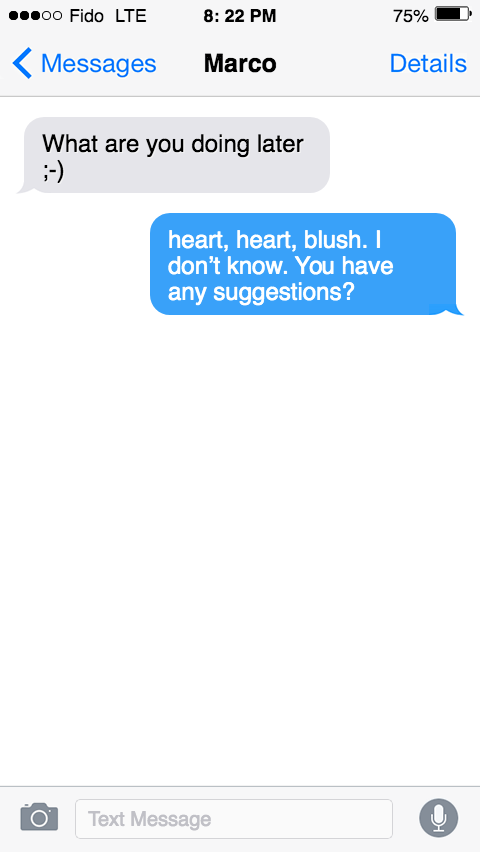 Fido LTE 8: 22 PM 75%
Messages Marco Details
What are you doing later
;-)
heart, heart, blush. I
don’t know. You have
any suggestions?
Text Message